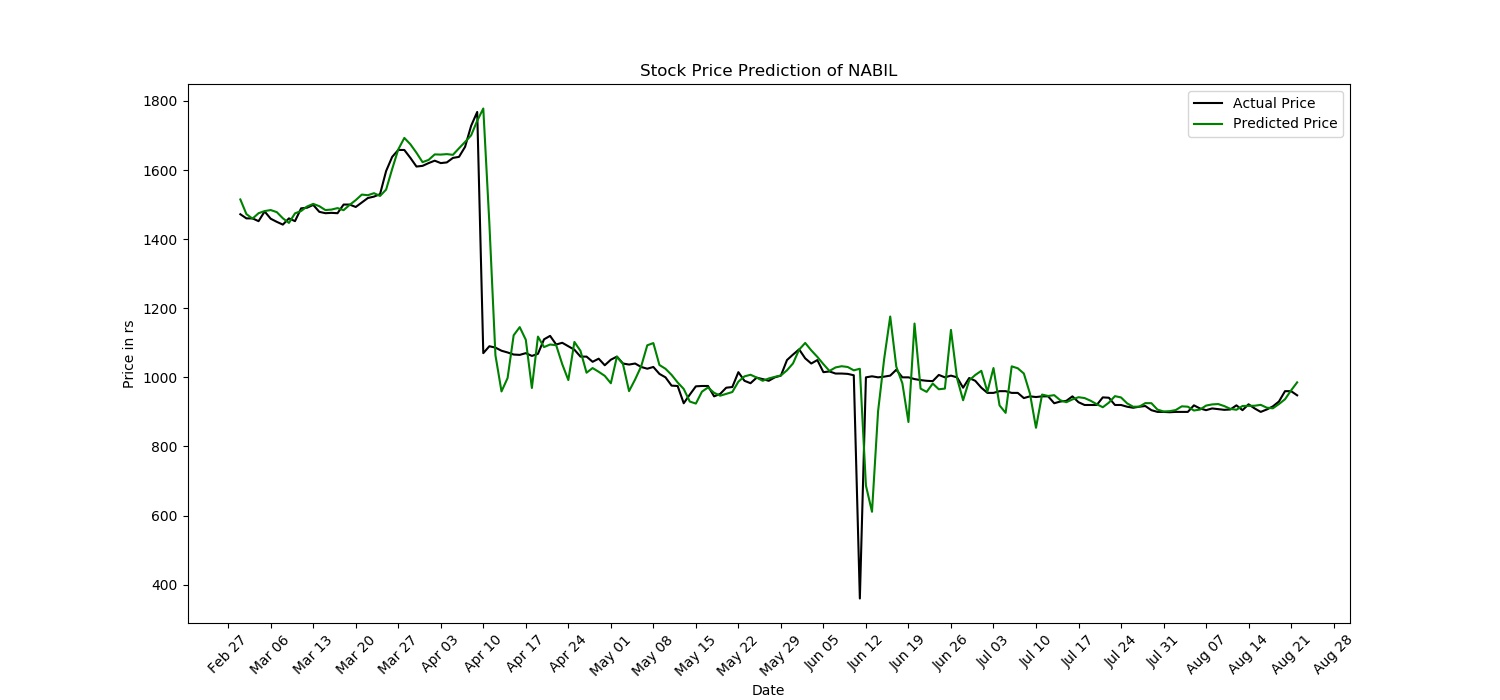 Stock Price Prediction of NABIL
Actual Price
Predicted Price
Price in rs
1800
1600
1400
1200
1000
800
600
400
Feb 27
Mar 06
Mar 13
Mar 20
Mar 27
Apr 03
Apr 10
Apr 17
Apr 24
May 01
May 08
May 15
May 22
May 29
Jun 05
Jun 12
Jun 19
Jun 26
Jul 03
Jul 10
Jul 17
Jul 24
Jul 31
Aug 07
Aug 14
Aug 21
Aug 28
Date